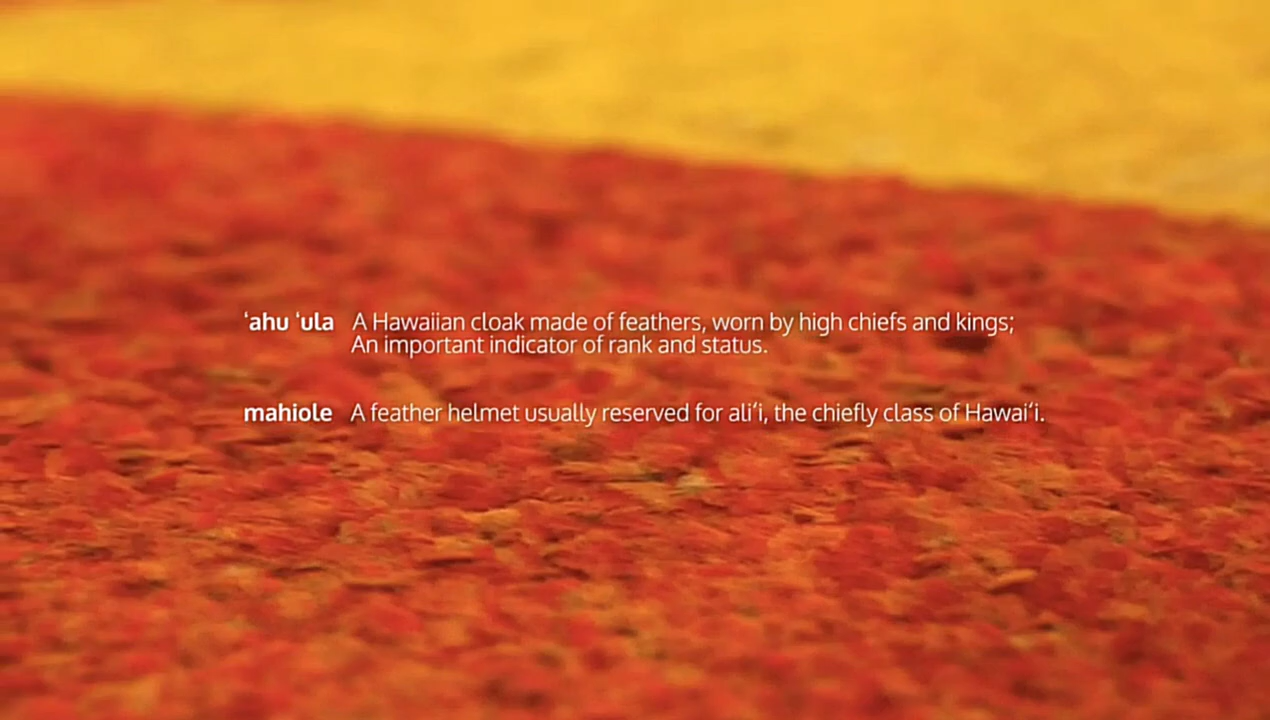 ʻahu ʻula A Hawaiian cloak made of feathers, worn by high chiefs and kings;
An important indicator of rank and status.
mahiole A feather helmet usually reserved for aliʻi, the chiefly class of Hawaiʻi.